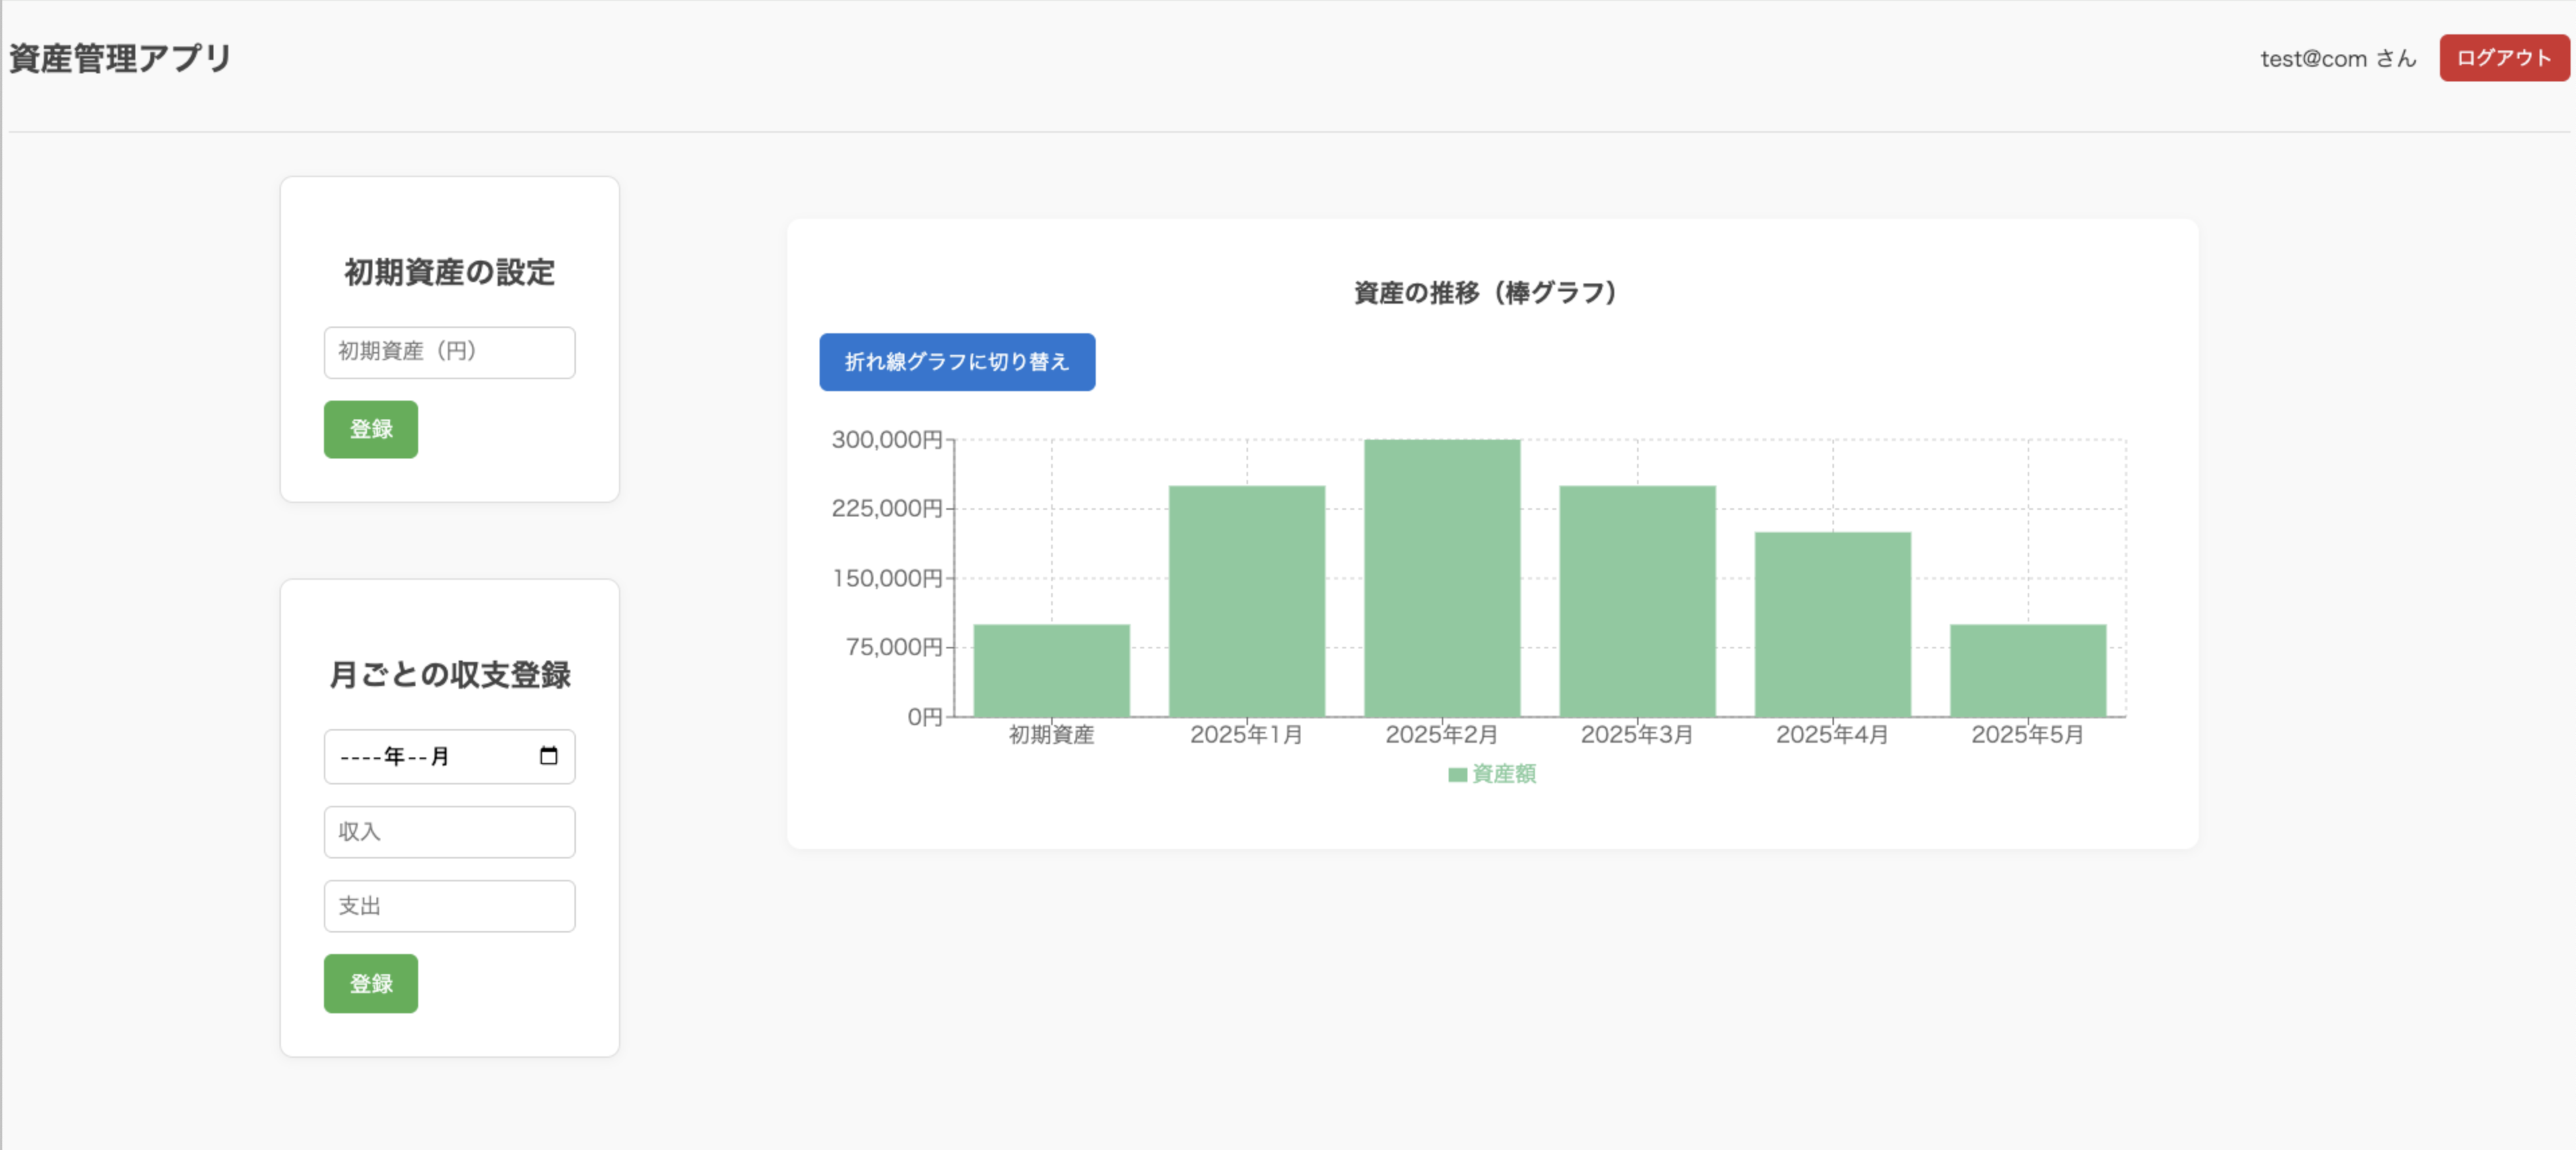 資産管理アプリ
test@com さん
ログアウト
初期資産の設定
初期資産（円）
登録
月ごとの収支登録
----年--月
収入
支出
登録
資産の推移（棒グラフ）
折れ線グラフに切り替え
300,000円
225,000円
150,000円
75,000円
0円
初期資産 2025年1月 2025年2月 2025年3月 2025年4月 2025年5月
資産額